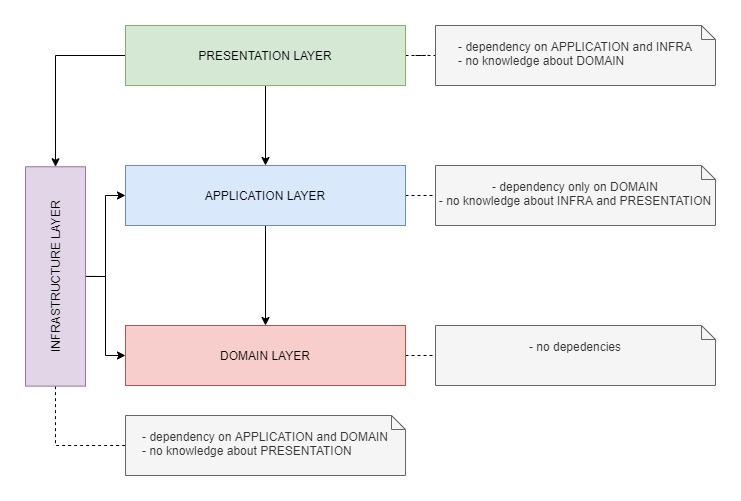 PRESENTATION LAYER
- dependency on APPLICATION and INFRA
- no knowledge about DOMAIN
INFRASTRUCTURE LAYER
APPLICATION LAYER
- dependency only on DOMAIN
- no knowledge about INFRA and PRESENTATION
DOMAIN LAYER
- no depedencies
- dependency on APPLICATION and DOMAIN
- no knowledge about PRESENTATION